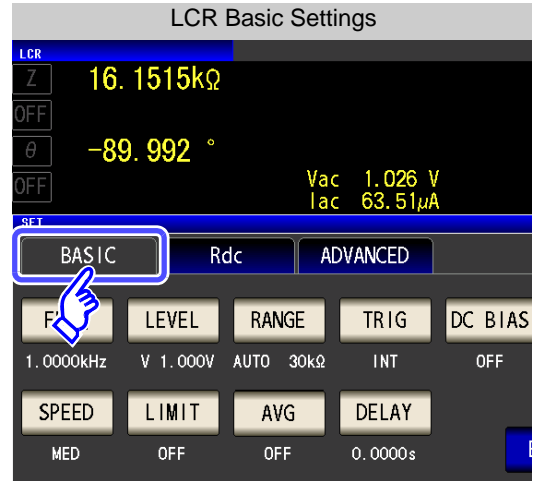 LCR Basic Settings
LCR
Z 16.1515kΩ
OFF
θ -89.992 °
OFF
Vac 1.026 V
Iac 63.51μA
SET
BASIC Rdc ADVANCED
LEVEL RANGE TRIG DC BIAS
1.0000kHz V 1.000V AUTO 30kΩ INT OFF
SPEED LIMIT AVG DELAY
MED OFF OFF 0.0000s